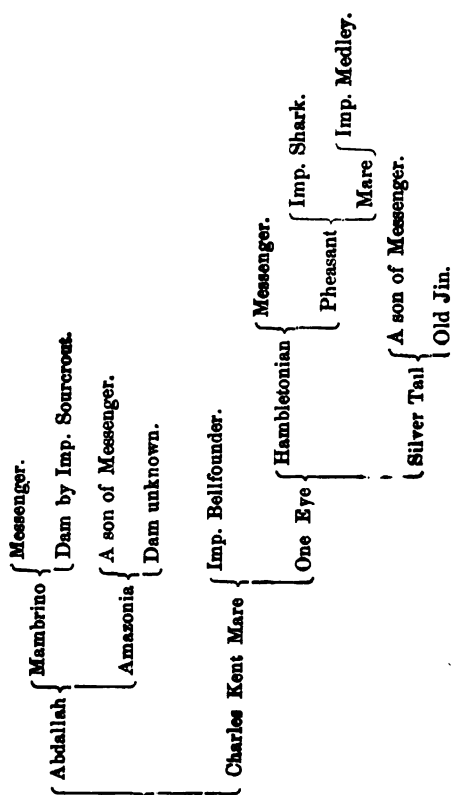 Messenger.
Mambrino
Abdallah
Dam by Imp. Sourcrout.
A son of Messenger.
Amazonia
Dam unknown.
Imp. Bellfounder.
Charles Kent Mare
Messenger.
Hambletonian
Imp. Shark.
One Eye
Pheasant
Mare
Imp. Medley.
A son of Messenger.
Silver Tail
Old Jin.